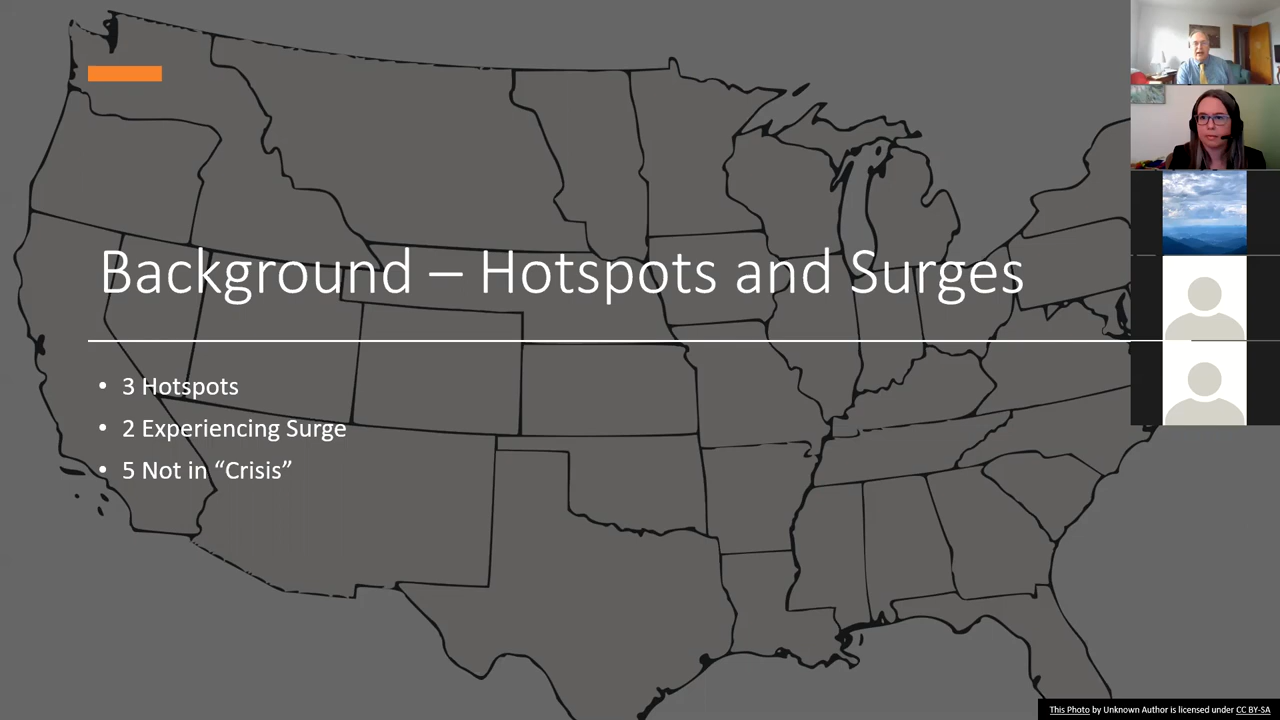 Background – Hotspots and Surges
• 3 Hotspots
• 2 Experiencing Surge
• 5 Not in “Crisis”
This Photo by Unknown Author is licensed under CC BY-SA